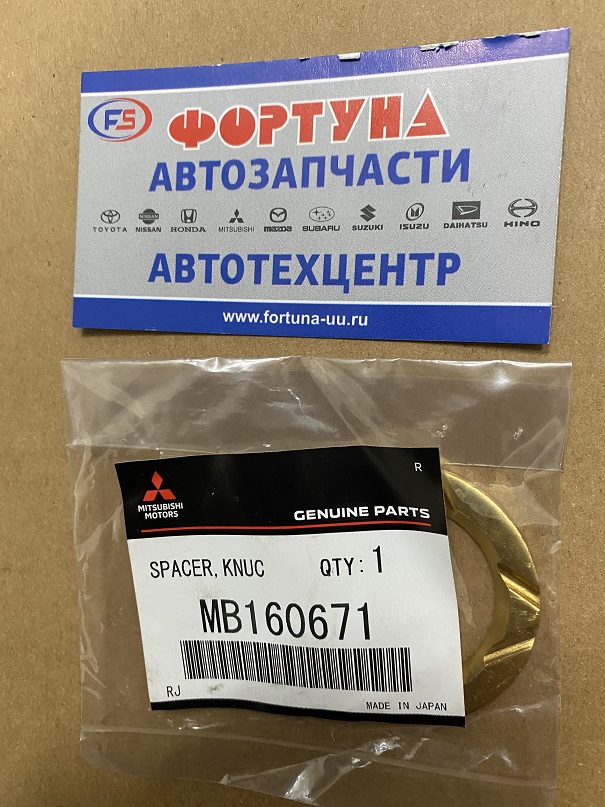 FS ФОРТУНА
АВТОЗАПЧАСТИ
TOYOTA NISSAN HONDA MITSUBISHI mazda SUBARU SUZUKI ISUZU DAIHATSU HINO
АВТОТЕХЦЕНТР
www.fortuna-uu.ru
R
MITSUBISHI
MOTORS
GENUINE PARTS
SPACER, KNUC QTY: 1
MB160671
RJ
MADE IN JAPAN